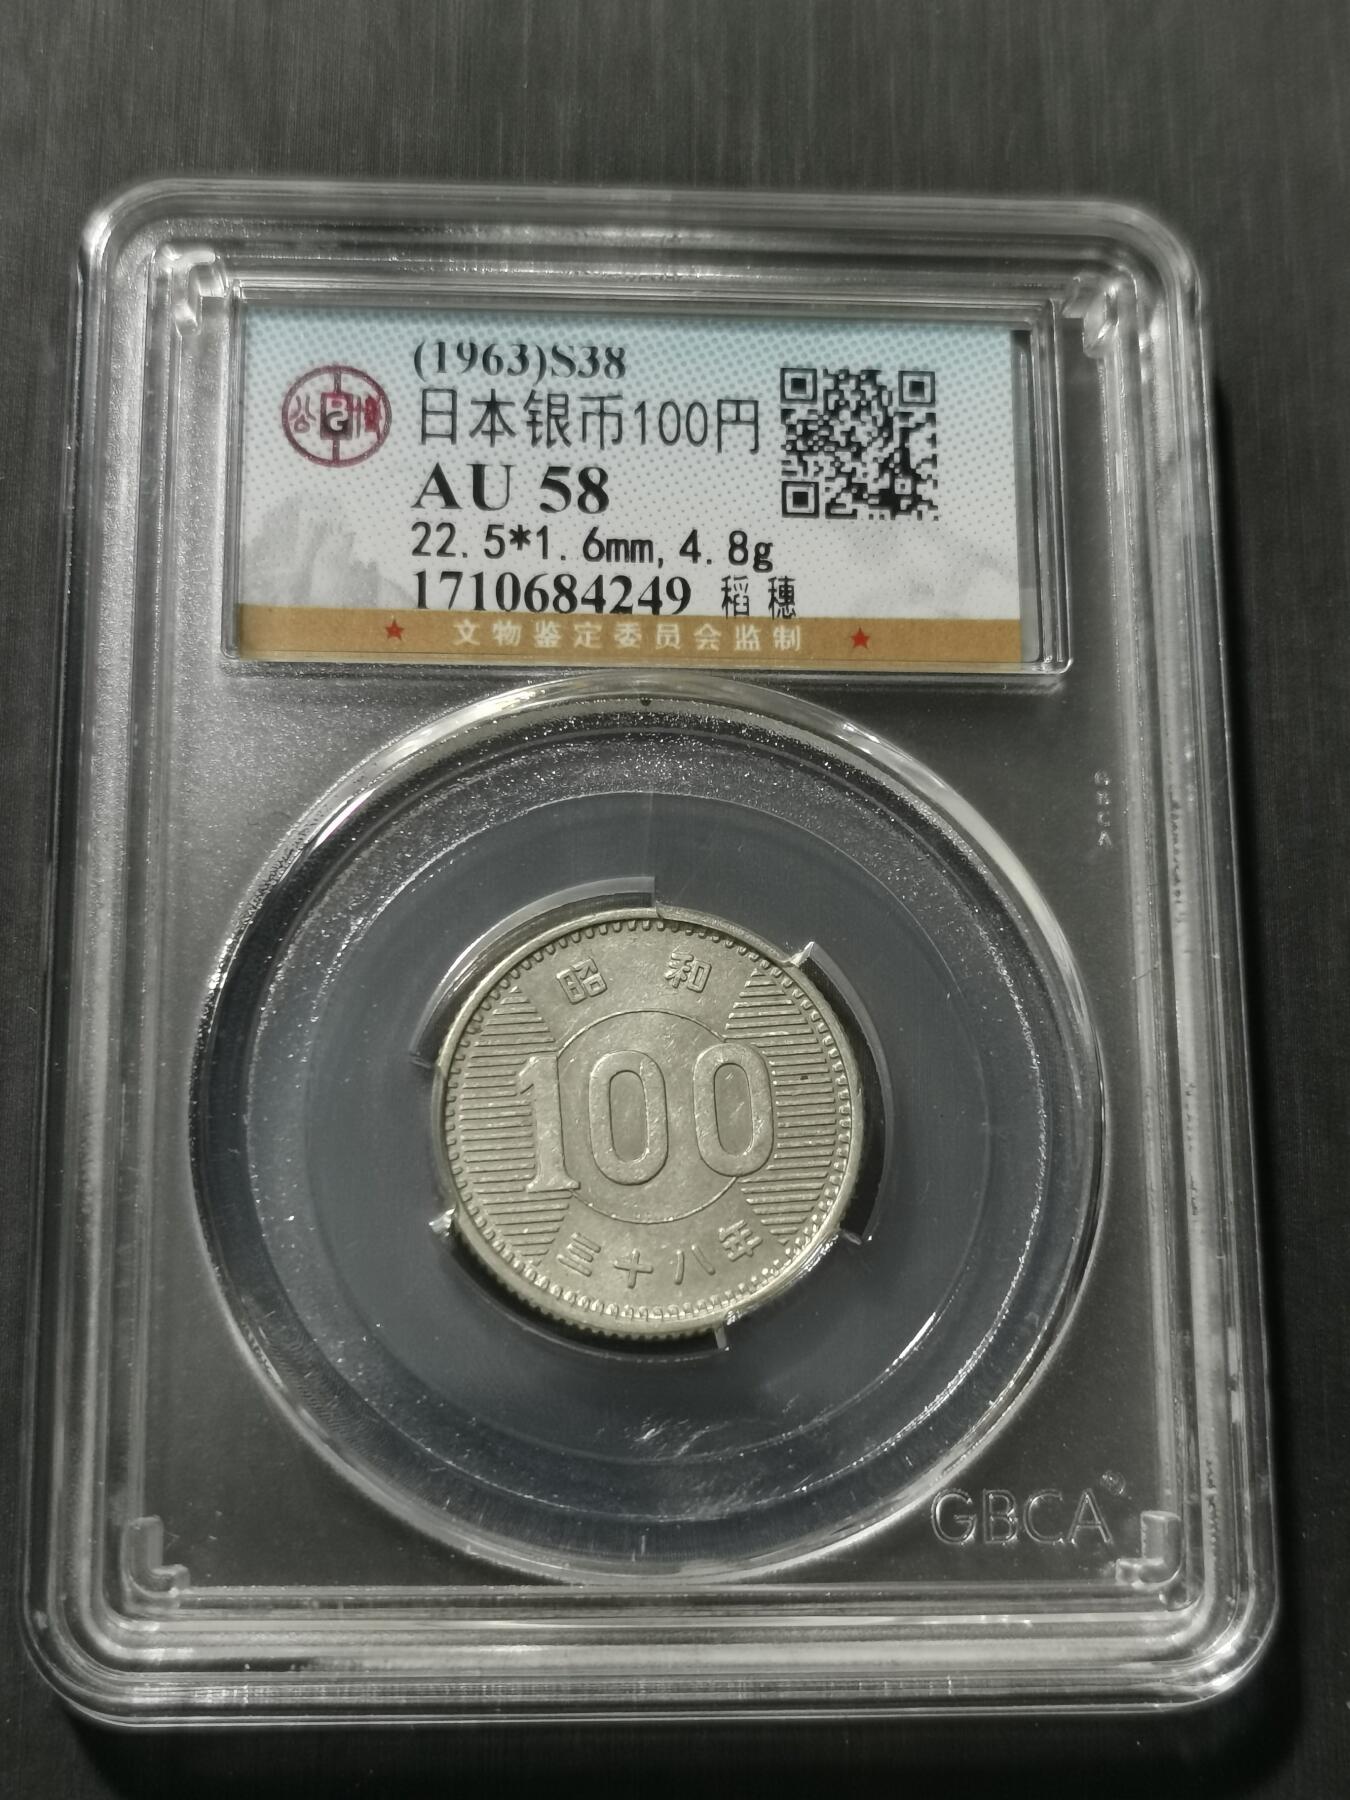 (1963)S38
日本银币100円
AU 58
22.5*1.6mm,4.8g
1710684249 稻穗
文物鉴定委员会监制
GBCA
昭和
100
三十八年
GBCA®